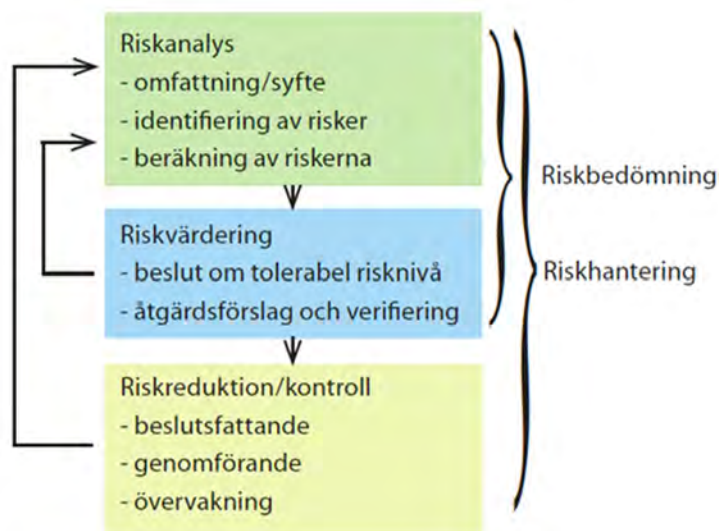 Riskanalys
- omfattning/syfte
- identifiering av risker
- beräkning av riskerna
Riskvärdering
- beslut om tolerabel risknivå
- åtgärdsförslag och verifiering
Riskreduktion/kontroll
- beslutsfattande
- genomförande
- övervakning
Riskbedömning
Riskhantering